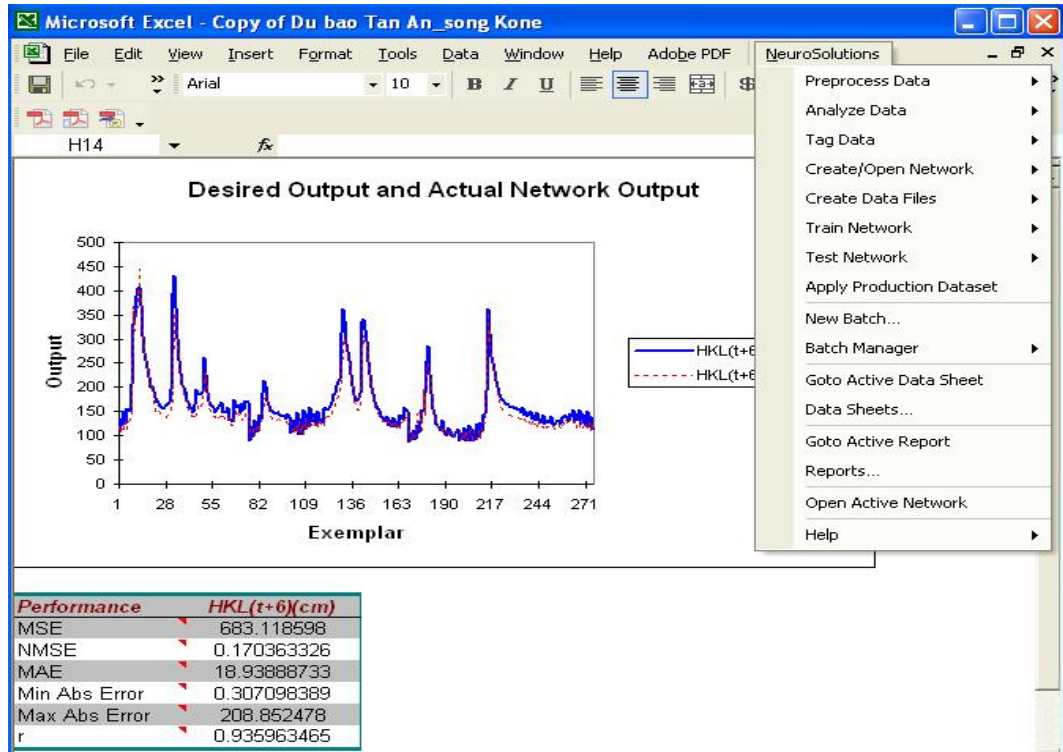 Microsoft Excel - Copy of Du bao Tan An_song Kone
File Edit View Insert Format Tools Data Window Help Adobe PDF NeuroSolutions
Arial 10 B I U $
H14 fx
Preprocess Data
Analyze Data
Tag Data
Create/Open Network
Create Data Files
Train Network
Test Network
Apply Production Dataset
New Batch...
Batch Manager
Goto Active Data Sheet
Data Sheets...
Goto Active Report
Reports...
Open Active Network
Help
Desired Output and Actual Network Output
Output
500
450
400
350
300
250
200
150
100
50
0
1 28 55 82 109 136 163 190 217 244 271
Exemplar
HKL(t+6
HKL(t+6
Performance HKL(t+6)(cm)
MSE 683.118598
NMSE 0.170363326
MAE 18.93888733
Min Abs Error 0.307098389
Max Abs Error 208.852478
r 0.935963465